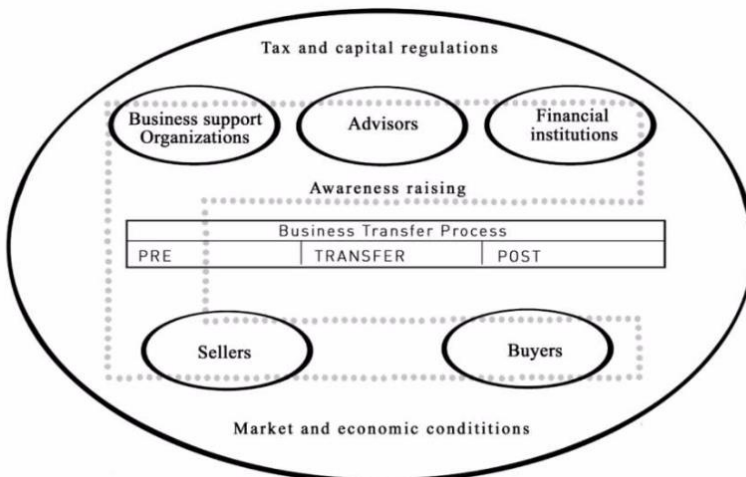 Tax and capital regulations
Business support
Organizations
Advisors
Financial
institutions
Awareness raising
Business Transfer Process
PRE
TRANSFER
POST
Sellers
Buyers
Market and economic condititions